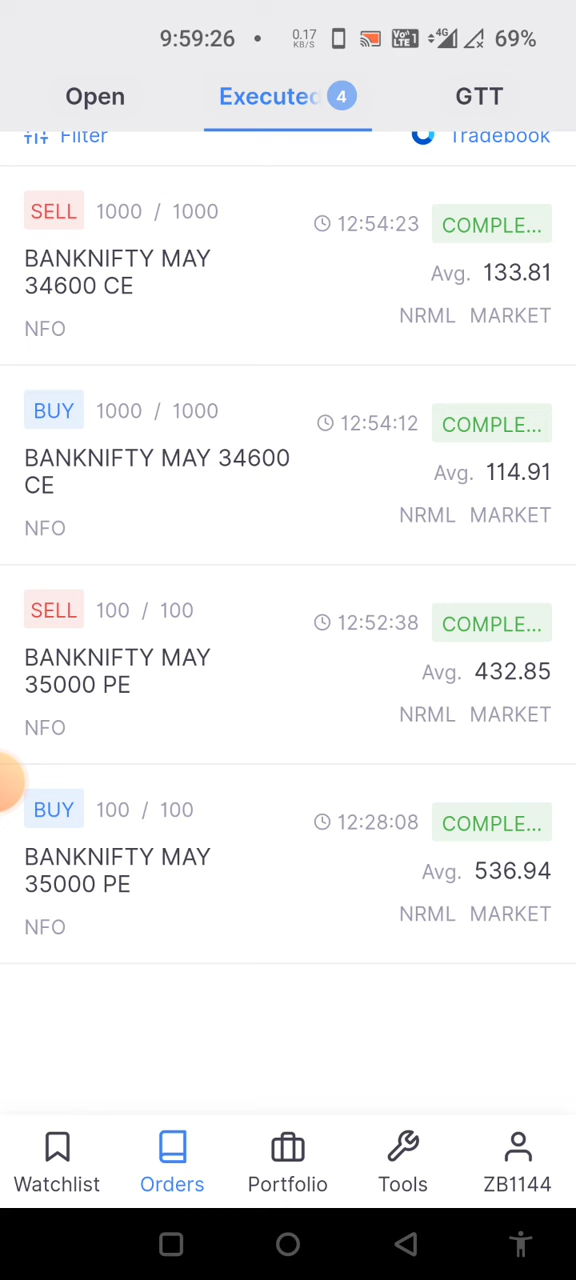 9:59:26 • 0.17 KB/S Vo LTE1 4G 69%
Open Executed 4 GTT
Filter Tradebook
SELL 1000 / 1000 12:54:23 COMPLE...
BANKNIFTY MAY
34600 CE
Avg. 133.81
NFO NRML MARKET
BUY 1000 / 1000 12:54:12 COMPLE...
BANKNIFTY MAY 34600
CE
Avg. 114.91
NFO NRML MARKET
SELL 100 / 100 12:52:38 COMPLE...
BANKNIFTY MAY
35000 PE
Avg. 432.85
NFO NRML MARKET
BUY 100 / 100 12:28:08 COMPLE...
BANKNIFTY MAY
35000 PE
Avg. 536.94
NFO NRML MARKET
Watchlist Orders Portfolio Tools ZB1144